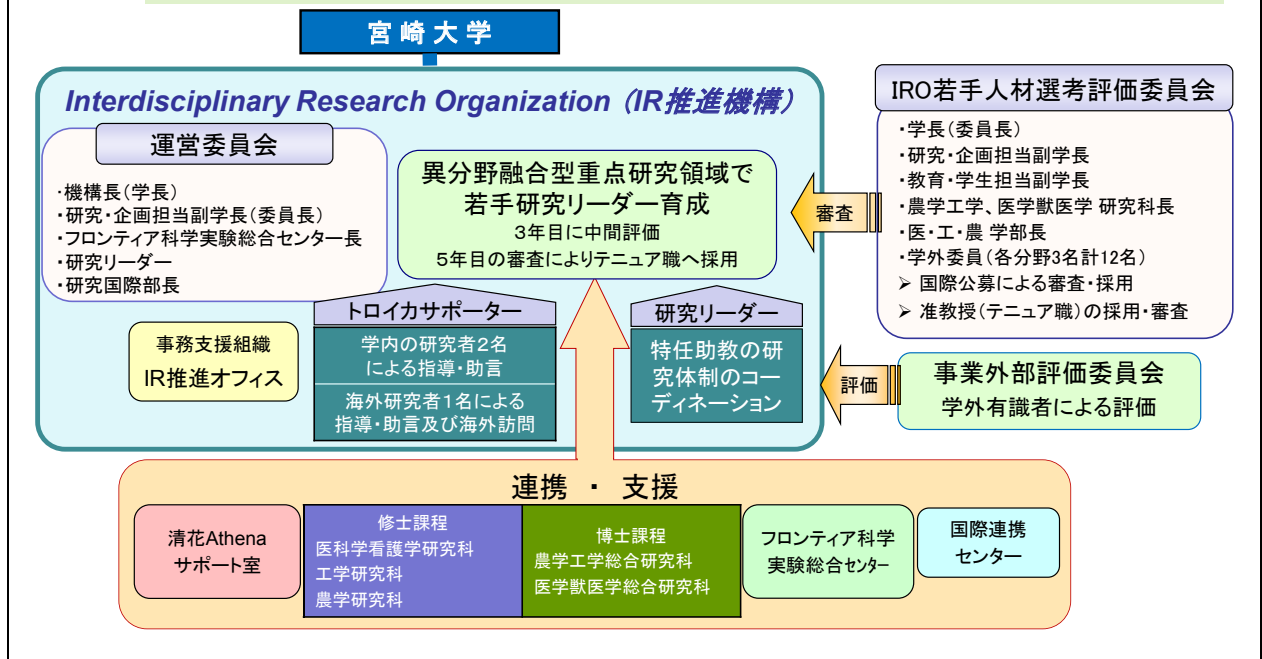 宮崎大学
Interdisciplinary Research Organization (IR推進機構)
運営委員会
・機構長(学長)
・研究・企画担当副学長(委員長)
・フロンティア科学実験総合センター長
・研究リーダー
・研究国際部長
異分野融合型重点研究領域で
若手研究リーダー育成
3年目に中間評価
5年目の審査によりテニュア職へ採用
審査
IRO若手人材選考評価委員会
・学長(委員長)
・研究・企画担当副学長
・教育・学生担当副学長
・農学工学、医学獣医学 研究科長
・医・工・農 学部長
・学外委員(各分野3名計12名)
➢ 国際公募による審査・採用
➢ 准教授(テニュア職)の採用・審査
事務支援組織
IR推進オフィス
トロイカサポーター
学内の研究者2名
による指導・助言
海外研究者1名による
指導・助言及び海外訪問
研究リーダー
特任助教の研
究体制のコー
ディネーション
評価
事業外部評価委員会
学外有識者による評価
連携 ・ 支援
清花Athena
サポート室
修士課程
医科学看護学研究科
工学研究科
農学研究科
博士課程
農学工学総合研究科
医学獣医学総合研究科
フロンティア科学
実験総合センター
国際連携
センター